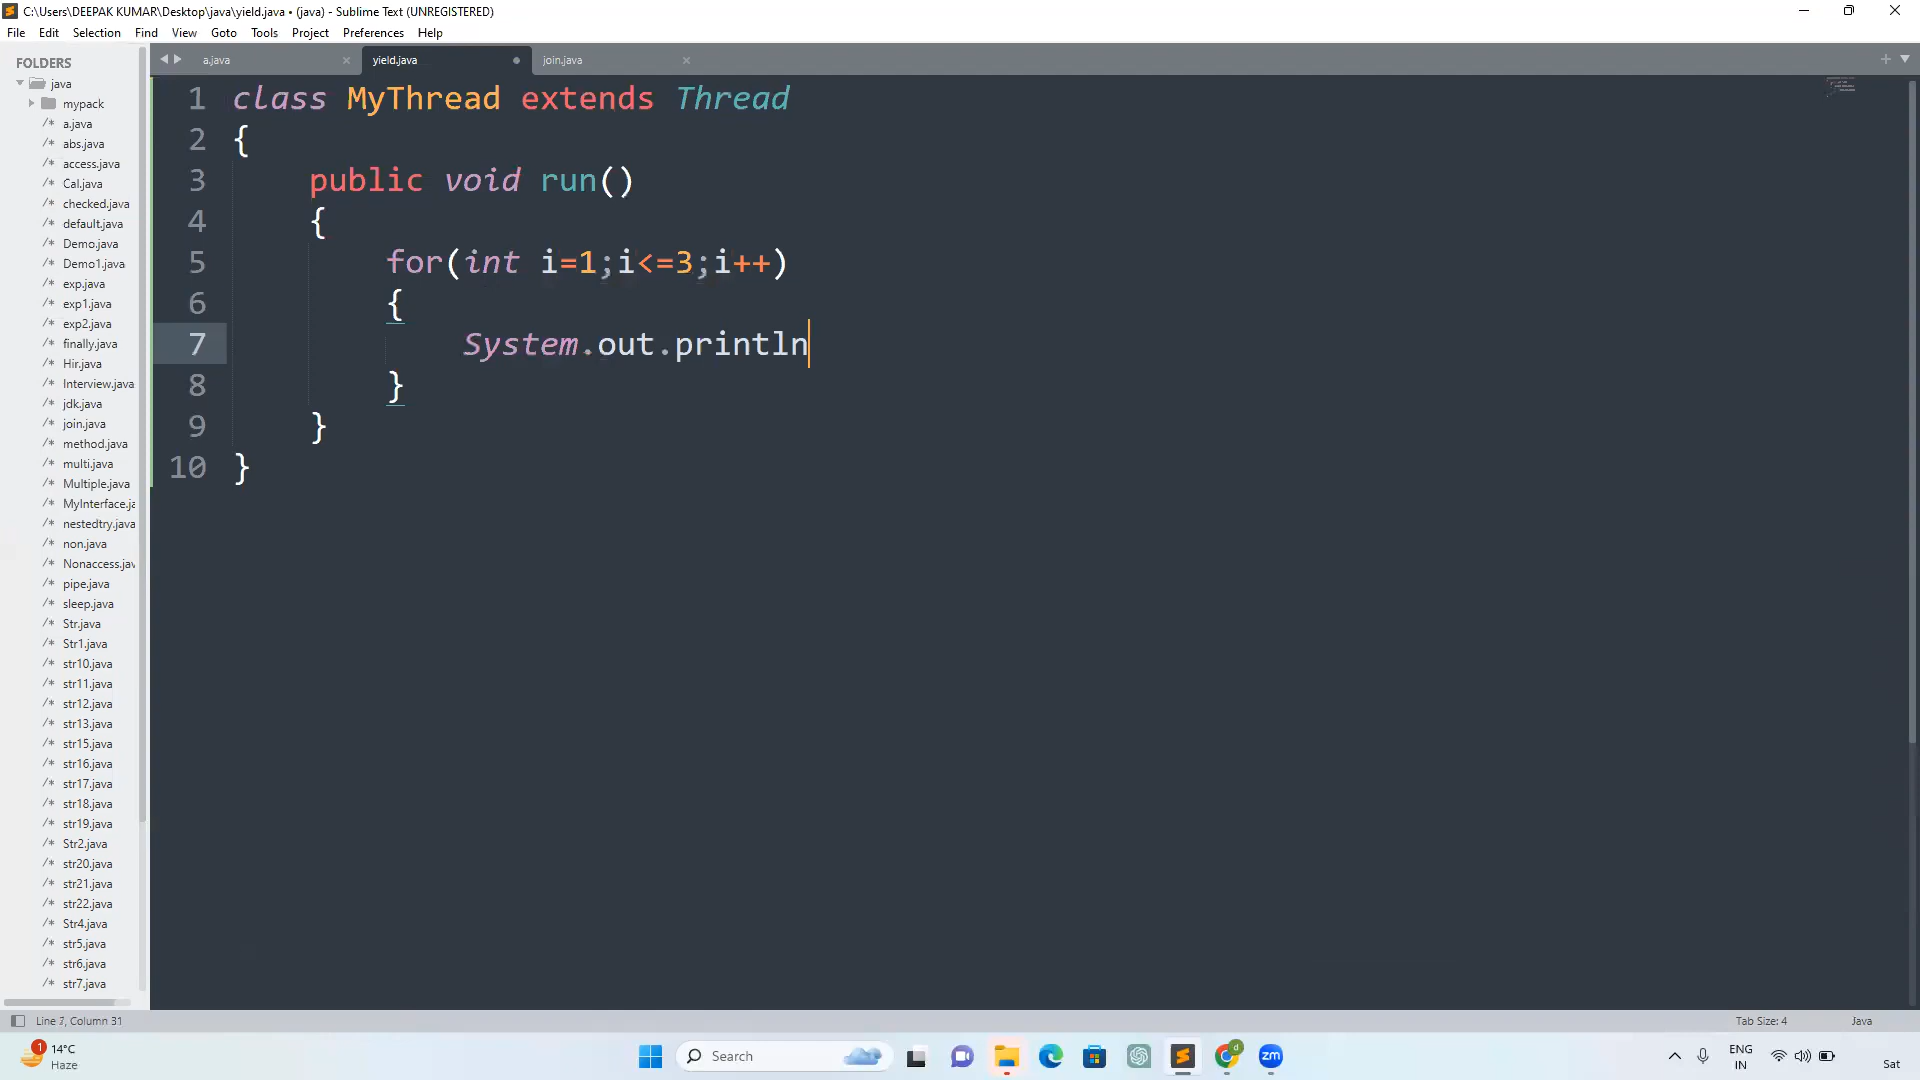 C:\Users\DEEPAK KUMAR\Desktop\java\yield.java • (java) - Sublime Text (UNREGISTERED)
File Edit Selection Find View Goto Tools Project Preferences Help
FOLDERS
java
mypack
/* a.java
/* abs.java
/* access.java
/* Cal.java
/* checked.java
/* default.java
/* Demo.java
/* Demo1.java
/* exp.java
/* exp1.java
/* exp2.java
/* finally.java
/* Hir.java
/* Interview.java
/* jdk.java
/* join.java
/* method.java
/* multi.java
/* Multiple.java
/* MyInterface.ja
/* nestedtry.java
/* non.java
/* Nonaccess.jav
/* pipe.java
/* sleep.java
/* Str.java
/* Str1.java
/* str10.java
/* str11.java
/* str12.java
/* str13.java
/* str15.java
/* str16.java
/* str17.java
/* str18.java
/* str19.java
/* Str2.java
/* str20.java
/* str21.java
/* str22.java
/* Str4.java
/* str5.java
/* str6.java
/* str7.java
a.java yield.java join.java
1 class MyThread extends Thread
2 {
3 public void run()
4 {
5 for(int i=1;i<=3;i++)
6 {
7 System.out.println
8 }
9 }
10 }
Line 7, Column 31 Tab Size: 4 Java
1 14°C
Haze
Search
d
zm
ENG
IN
Sat